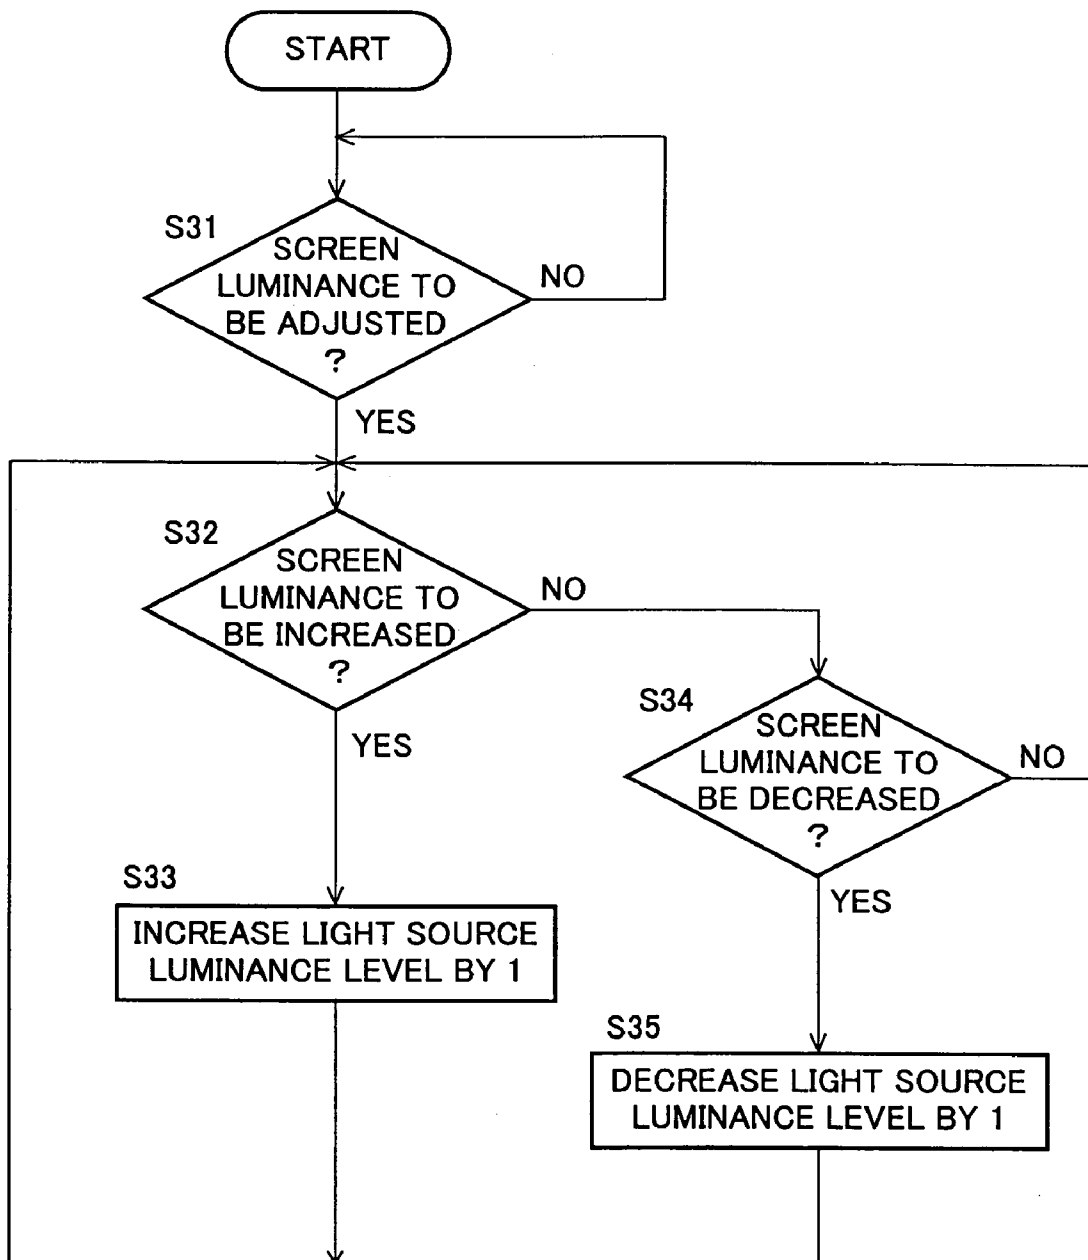 START
S31
SCREEN
LUMINANCE TO
BE ADJUSTED
?
NO
YES
S32
SCREEN
LUMINANCE TO
BE INCREASED
?
NO
YES
S34
SCREEN
LUMINANCE TO
BE DECREASED
?
NO
YES
S33
INCREASE LIGHT SOURCE
LUMINANCE LEVEL BY 1
S35
DECREASE LIGHT SOURCE
LUMINANCE LEVEL BY 1